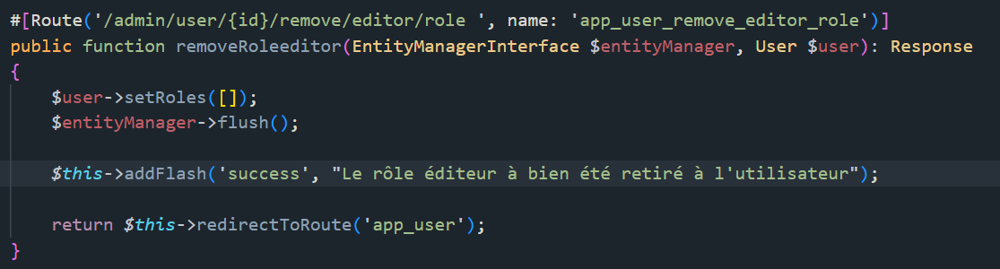 #[Route('/admin/user/{id}/remove/editor/role ', name: 'app_user_remove_editor_role')]
public function removeRoleeditor(EntityManagerInterface $entityManager, User $user): Response
{
    $user->setRoles([]);
    $entityManager->flush();

    $this->addFlash('success', "Le rôle éditeur à bien été retiré à l'utilisateur");

    return $this->redirectToRoute('app_user');
}